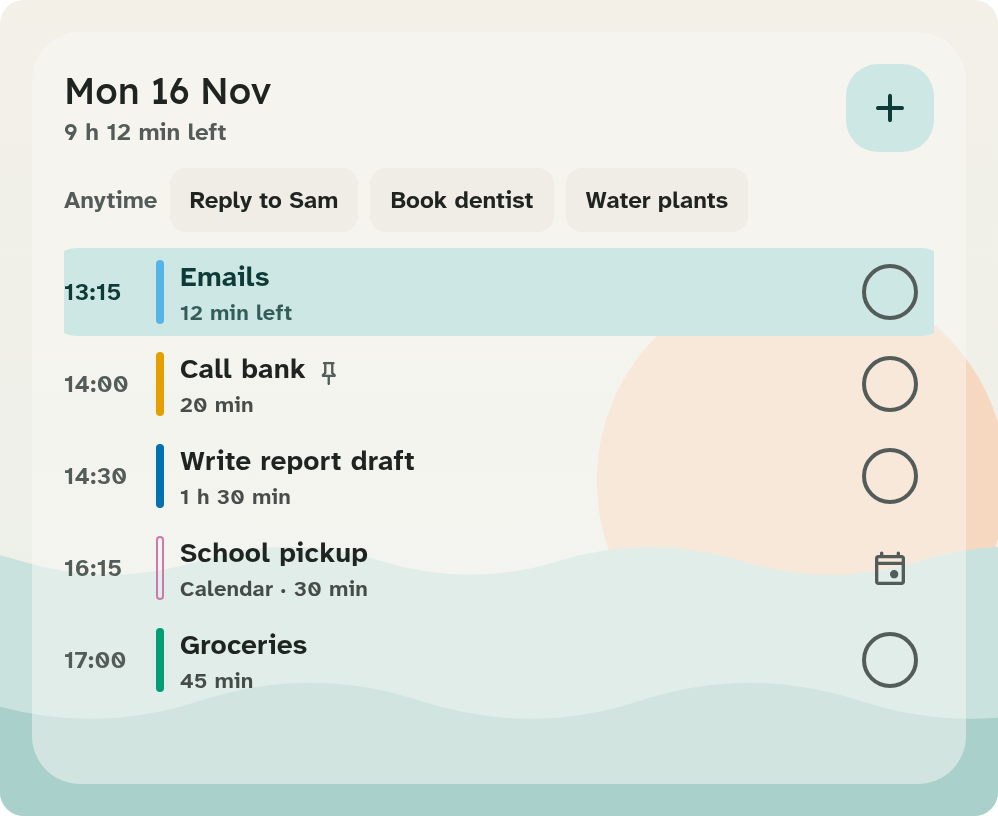 Mon 16 Nov
9 h 12 min left
Anytime Reply to Sam Book dentist Water plants
13:15 Emails
12 min left
14:00 Call bank
20 min
14:30 Write report draft
1 h 30 min
16:15 School pickup
Calendar · 30 min
17:00 Groceries
45 min